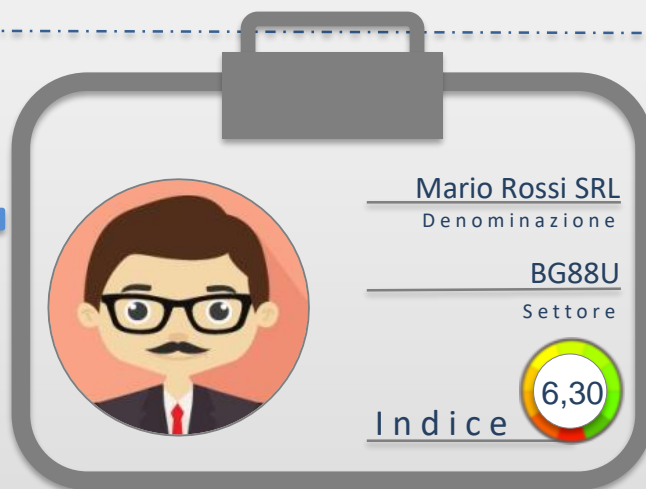 Mario Rossi SRL
Denominazione
BG88U
Settore
6,30
Indice